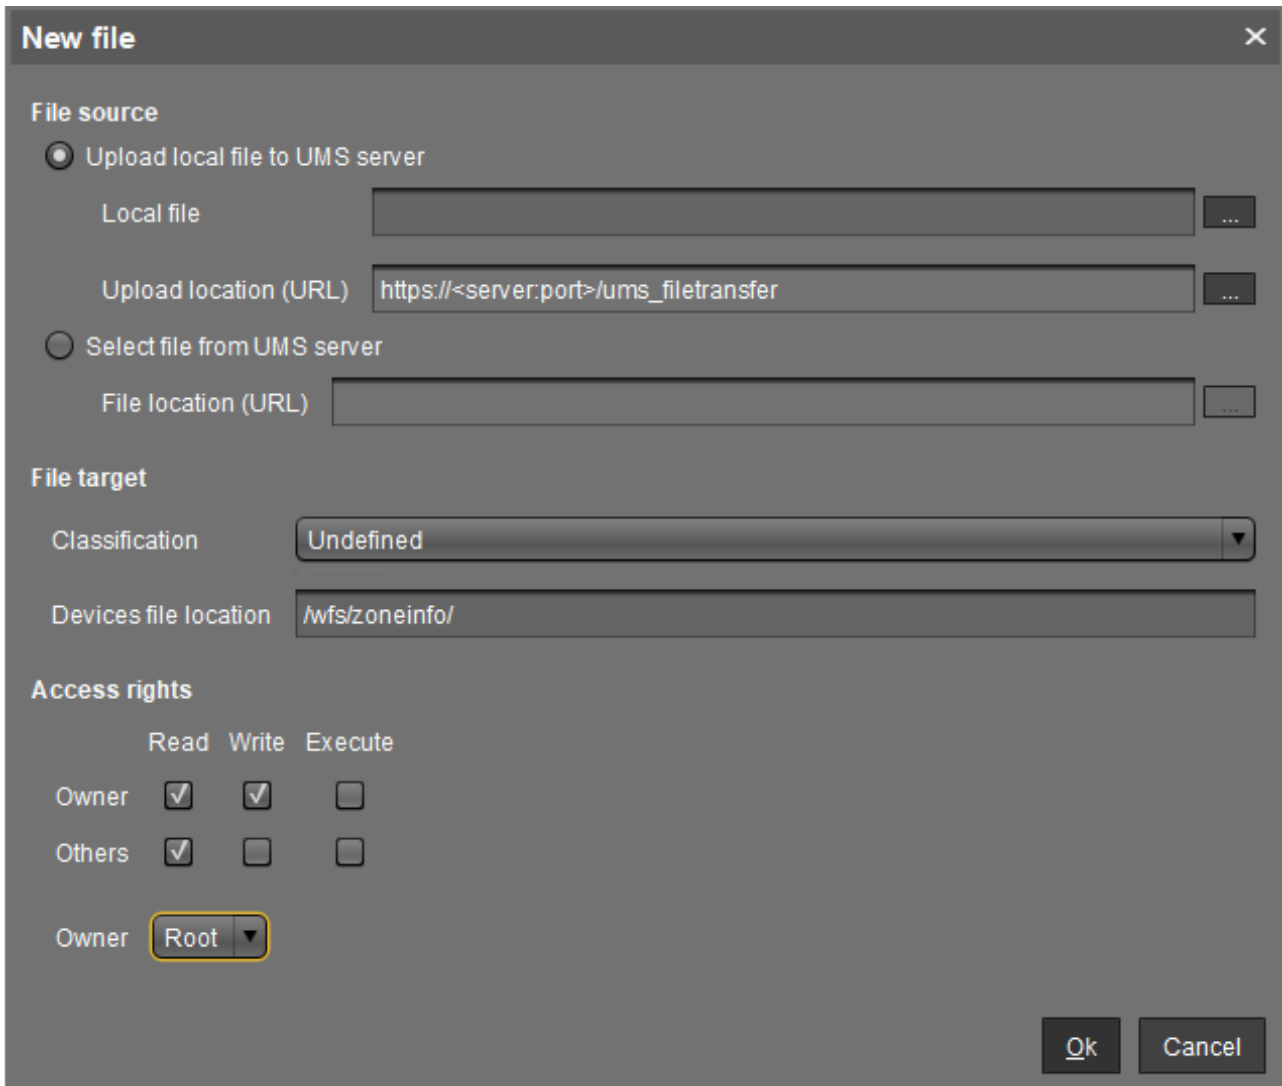 New file
File source
Upload local file to UMS server
Local file
...
Upload location (URL) https://<server:port>/ums_filetransfer ...
Select file from UMS server
File location (URL) ...
File target
Classification Undefined
Devices file location /wfs/zoneinfo/
Access rights
Read Write Execute
Owner
Others
Owner Root
Ok Cancel